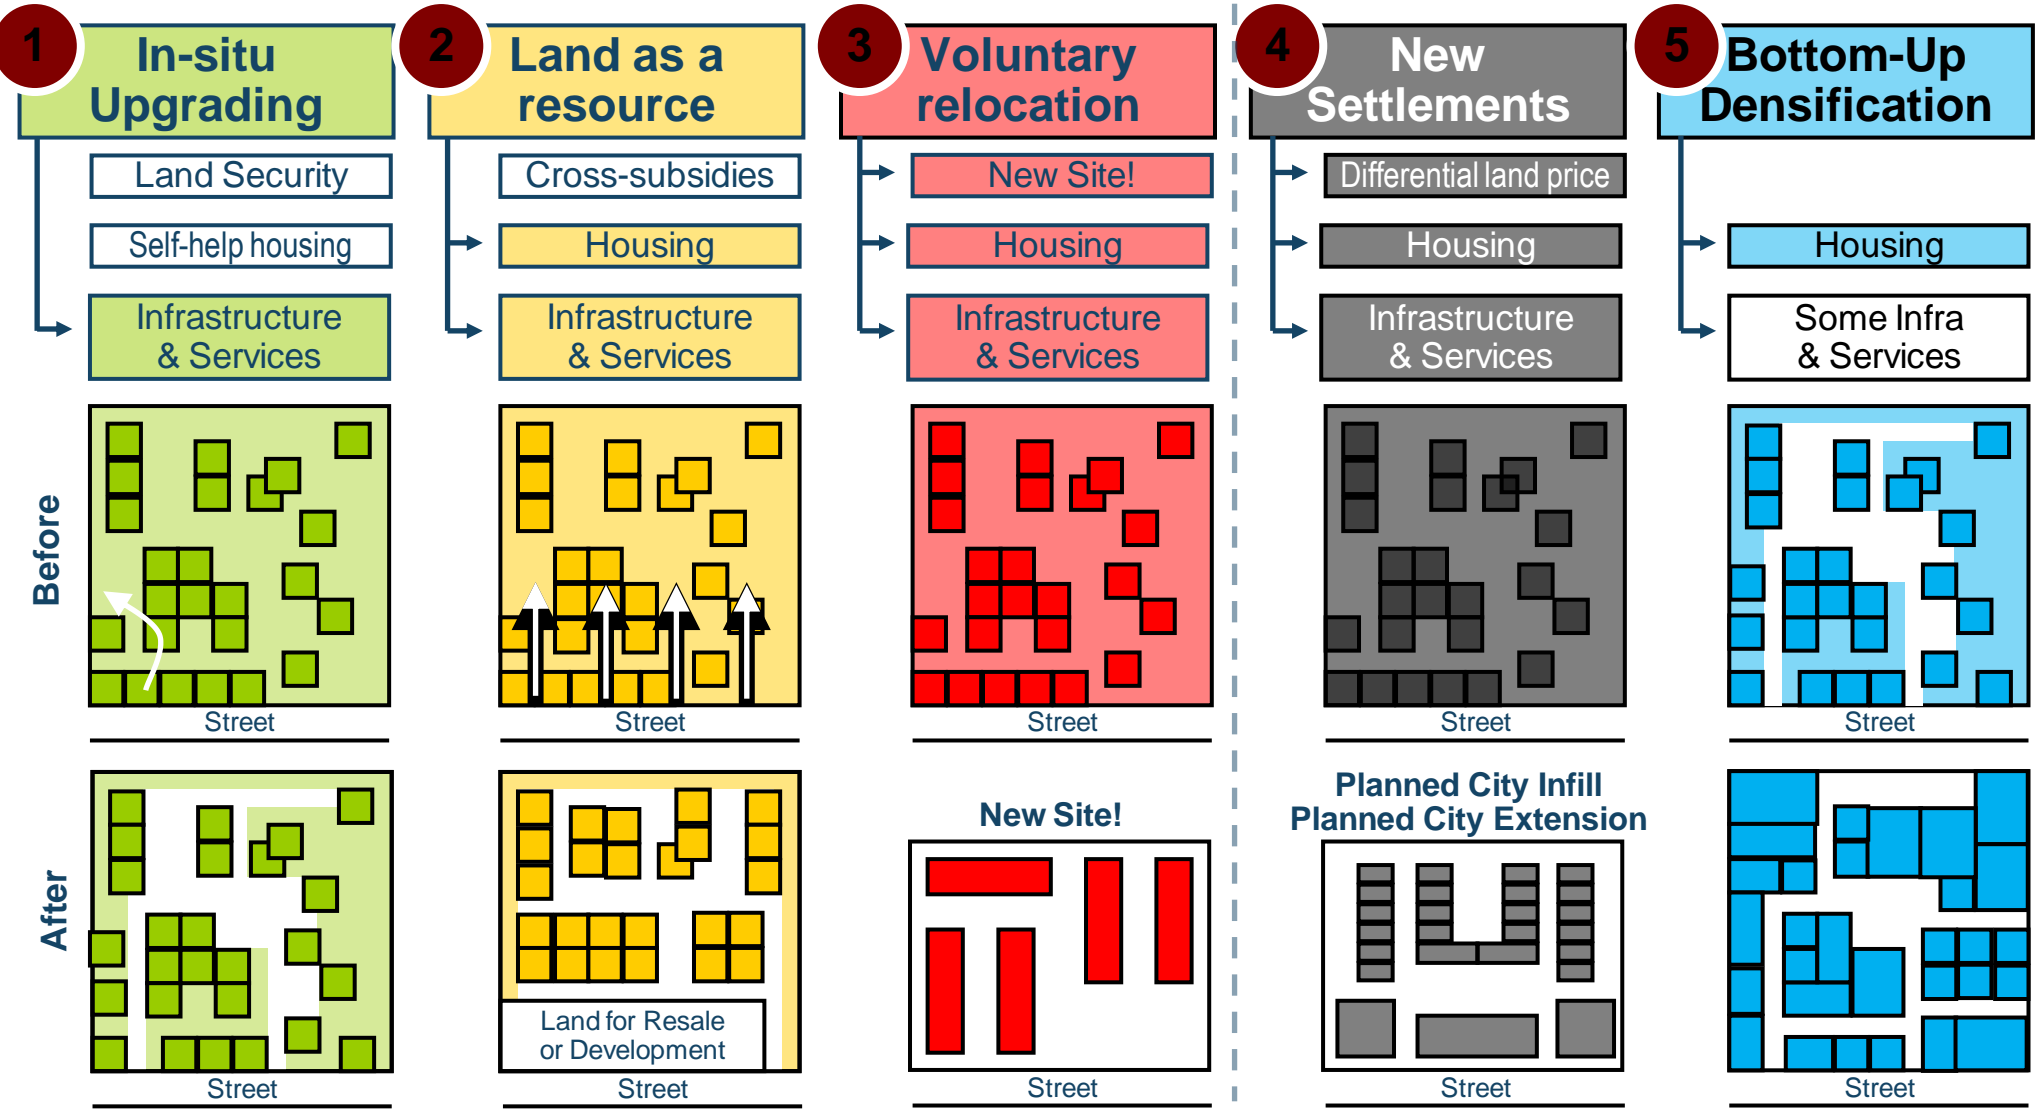 1
In-situ
Upgrading
Land Security
Self-help housing
Infrastructure
& Services
2
Land as a
resource
Cross-subsidies
Housing
Infrastructure
& Services
3
Voluntary
relocation
New Site!
Housing
Infrastructure
& Services
4
New
Settlements
Differential land price
Housing
Infrastructure
& Services
5
Bottom-Up
Densification
Housing
Some Infra
& Services
Before
Street
Street
Street
Street
Street
After
Street
Land for Resale
or Development
Street
New Site!
Street
Planned City Infill
Planned City Extension
Street
Street